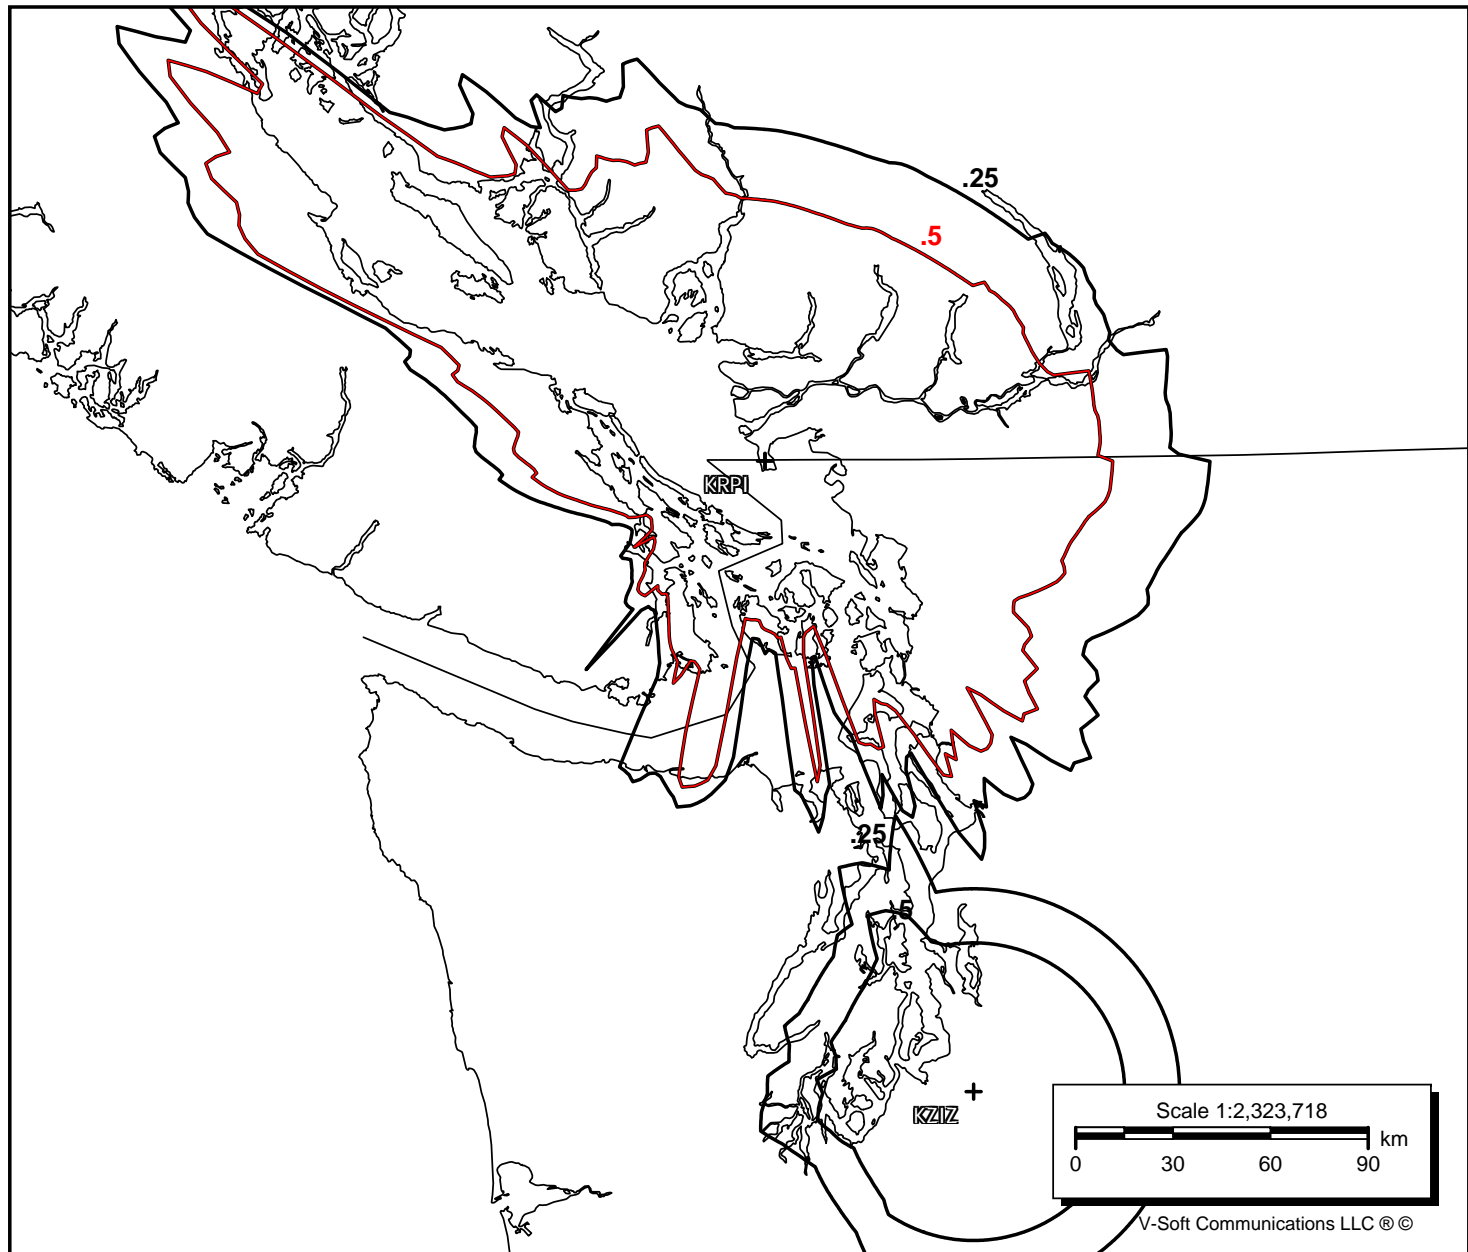 .25
.5
KRPI
.25
.5
KZIZ
Scale 1:2,323,718
km
0 30 60 90
V-Soft Communications LLC ® ©